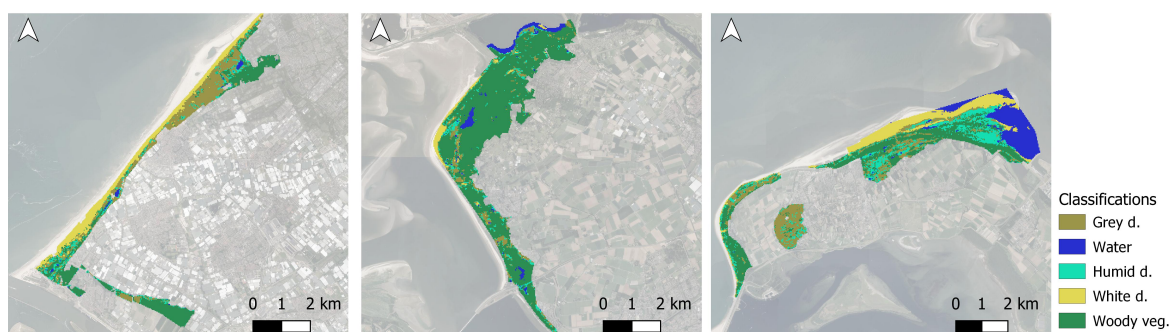 0 1 2 km
0 1 2 km
0 1 2 km
Classifications
Grey d.
Water
Humid d.
White d.
Woody veg.